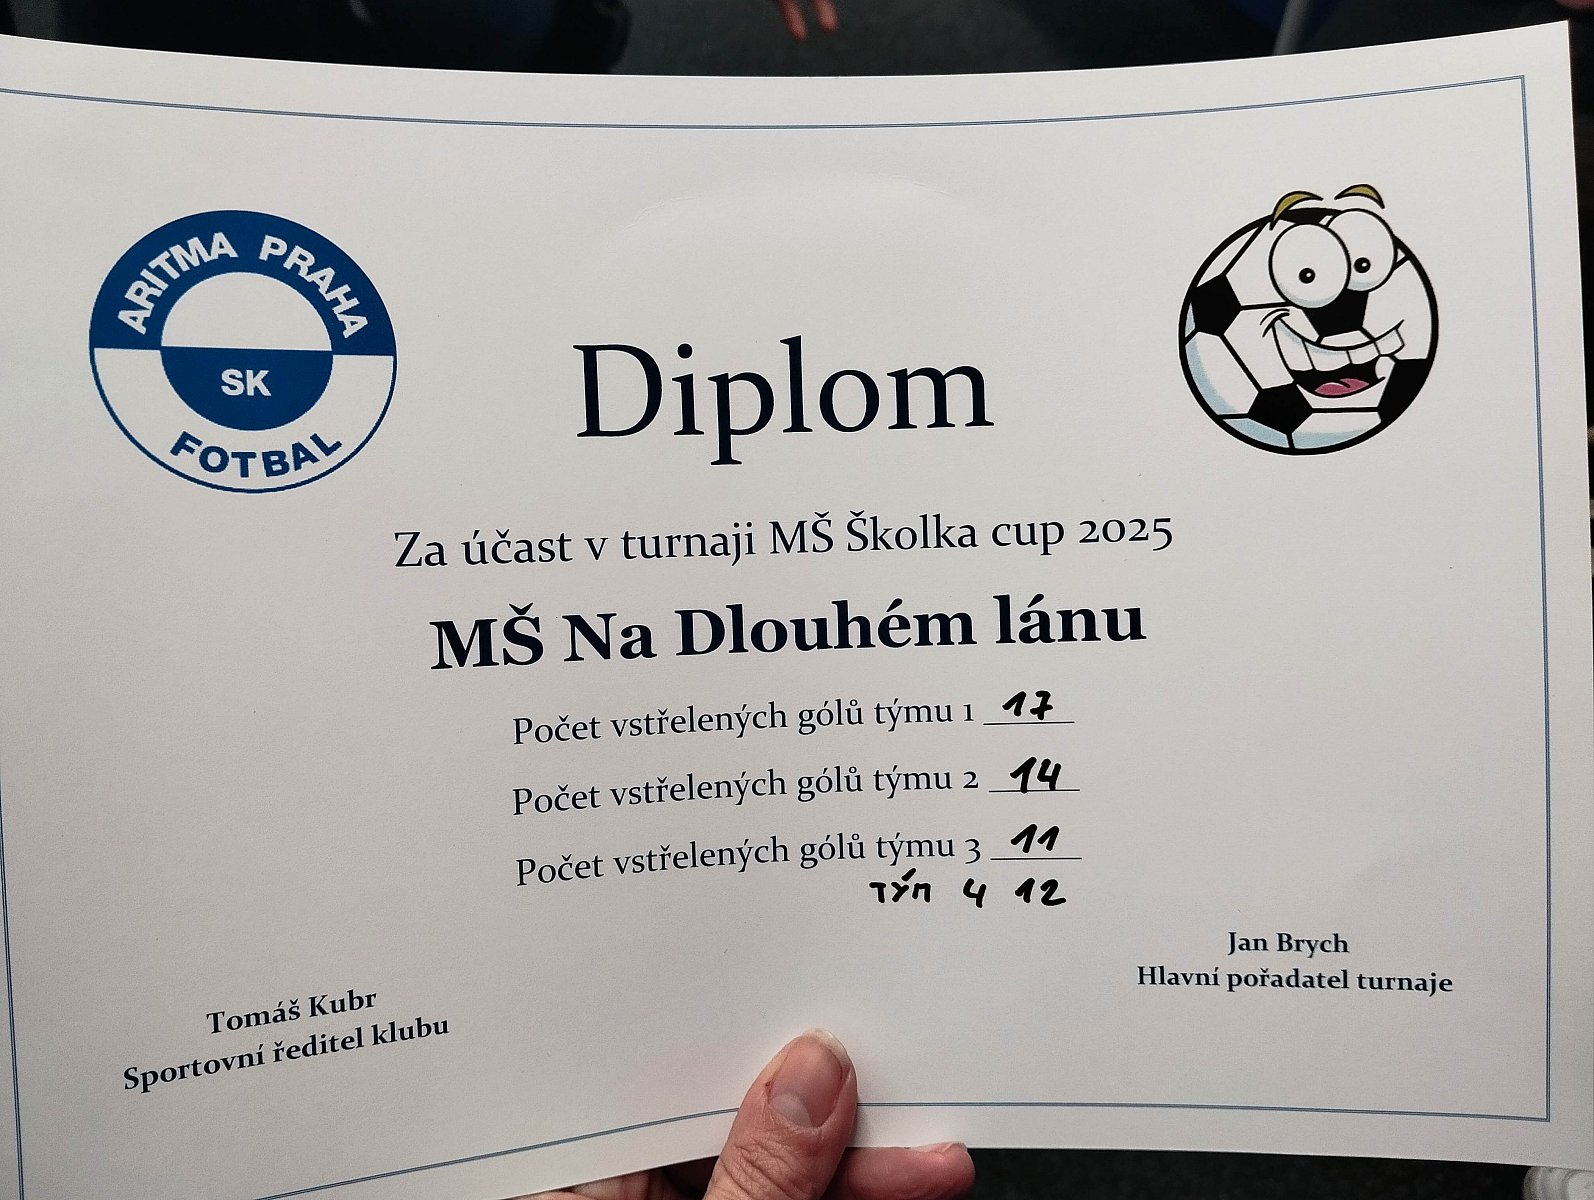 ARITMA PRAHA
SK
FOTBAL
Diplom
Za účast v turnaji MŠ Školka cup 2025
MŠ Na Dlouhém lánu
Počet vstřelených gólů týmu 1 17
Počet vstřelených gólů týmu 2 14
Počet vstřelených gólů týmu 3 11
TÝM 4 12
Jan Brych
Hlavní pořadatel turnaje
Tomáš Kubr
Sportovní ředitel klubu